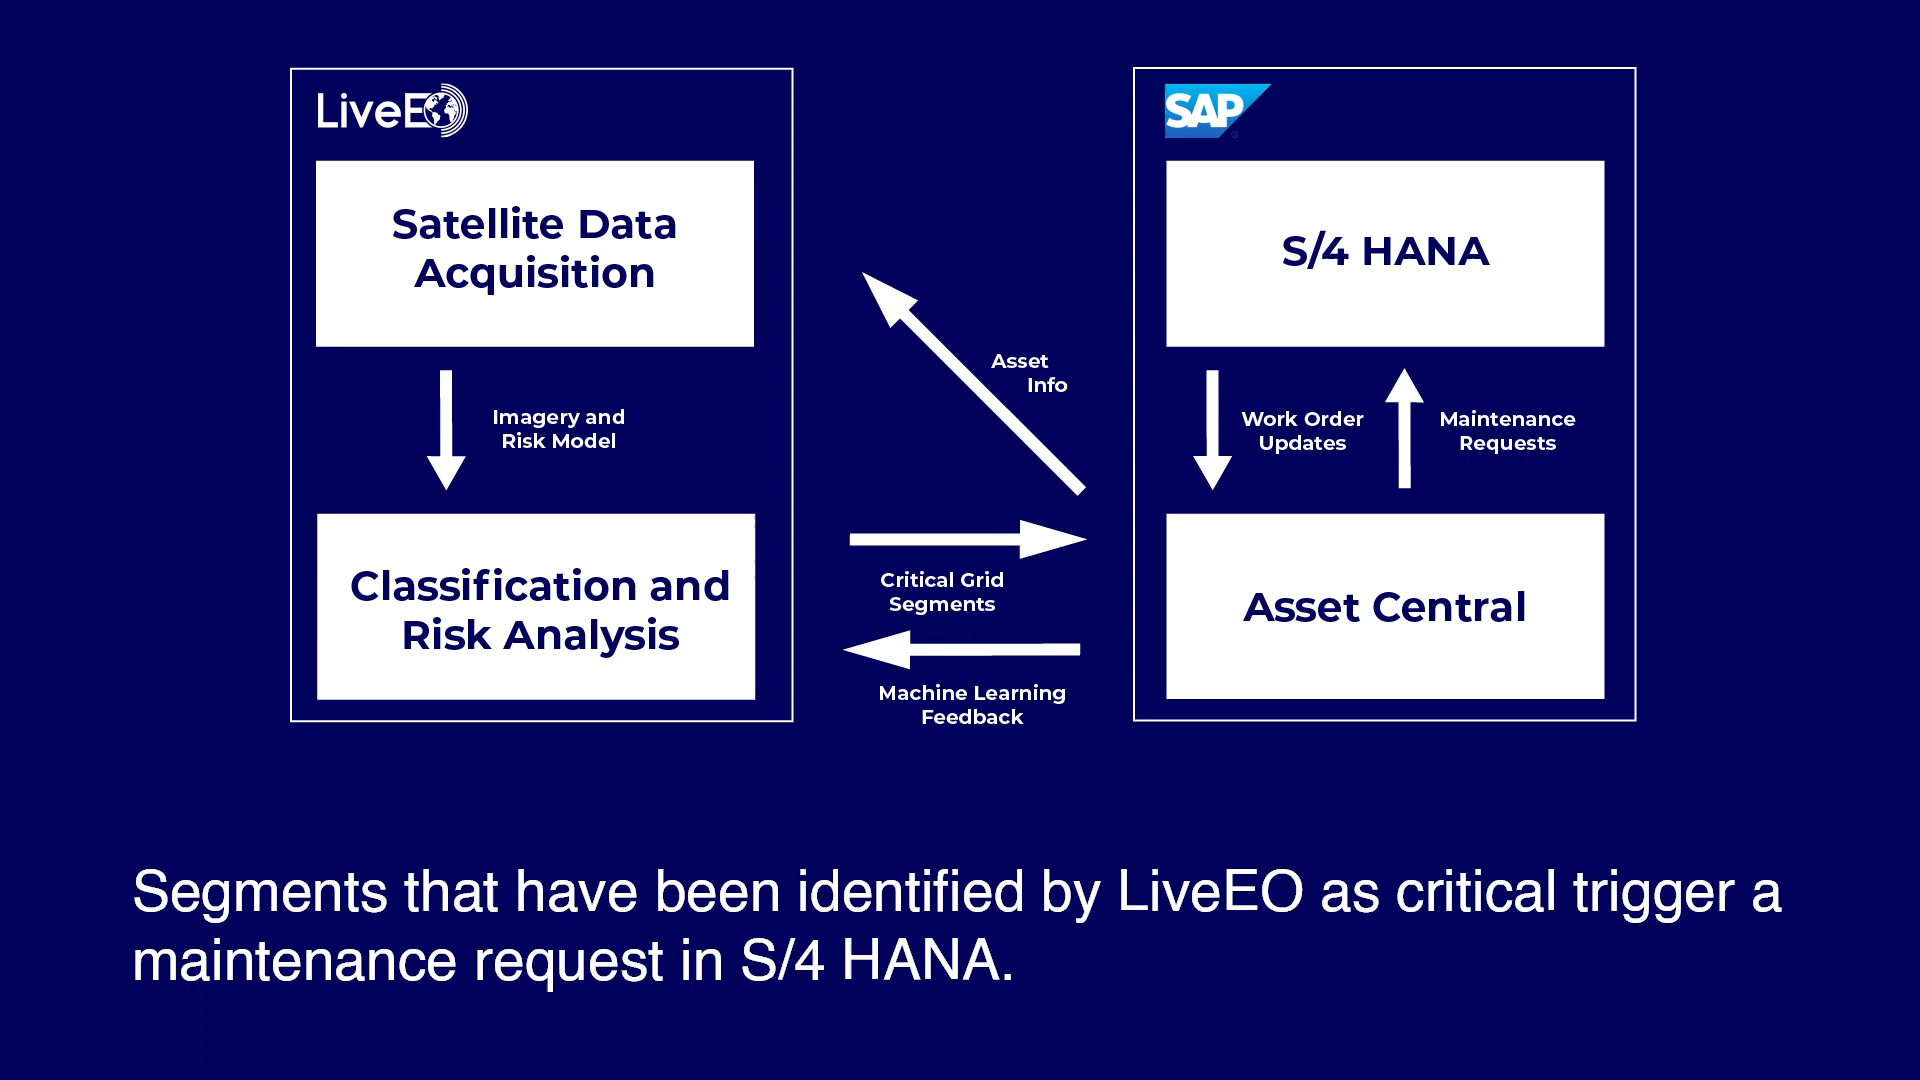 LiveEO
Satellite Data
Acquisition
Imagery and
Risk Model
Classification and
Risk Analysis
Asset
Info
Critical Grid
Segments
Machine Learning
Feedback
SAP
®
S/4 HANA
Work Order
Updates
Maintenance
Requests
Asset Central
Segments that have been identified by LiveEO as critical trigger a
maintenance request in S/4 HANA.